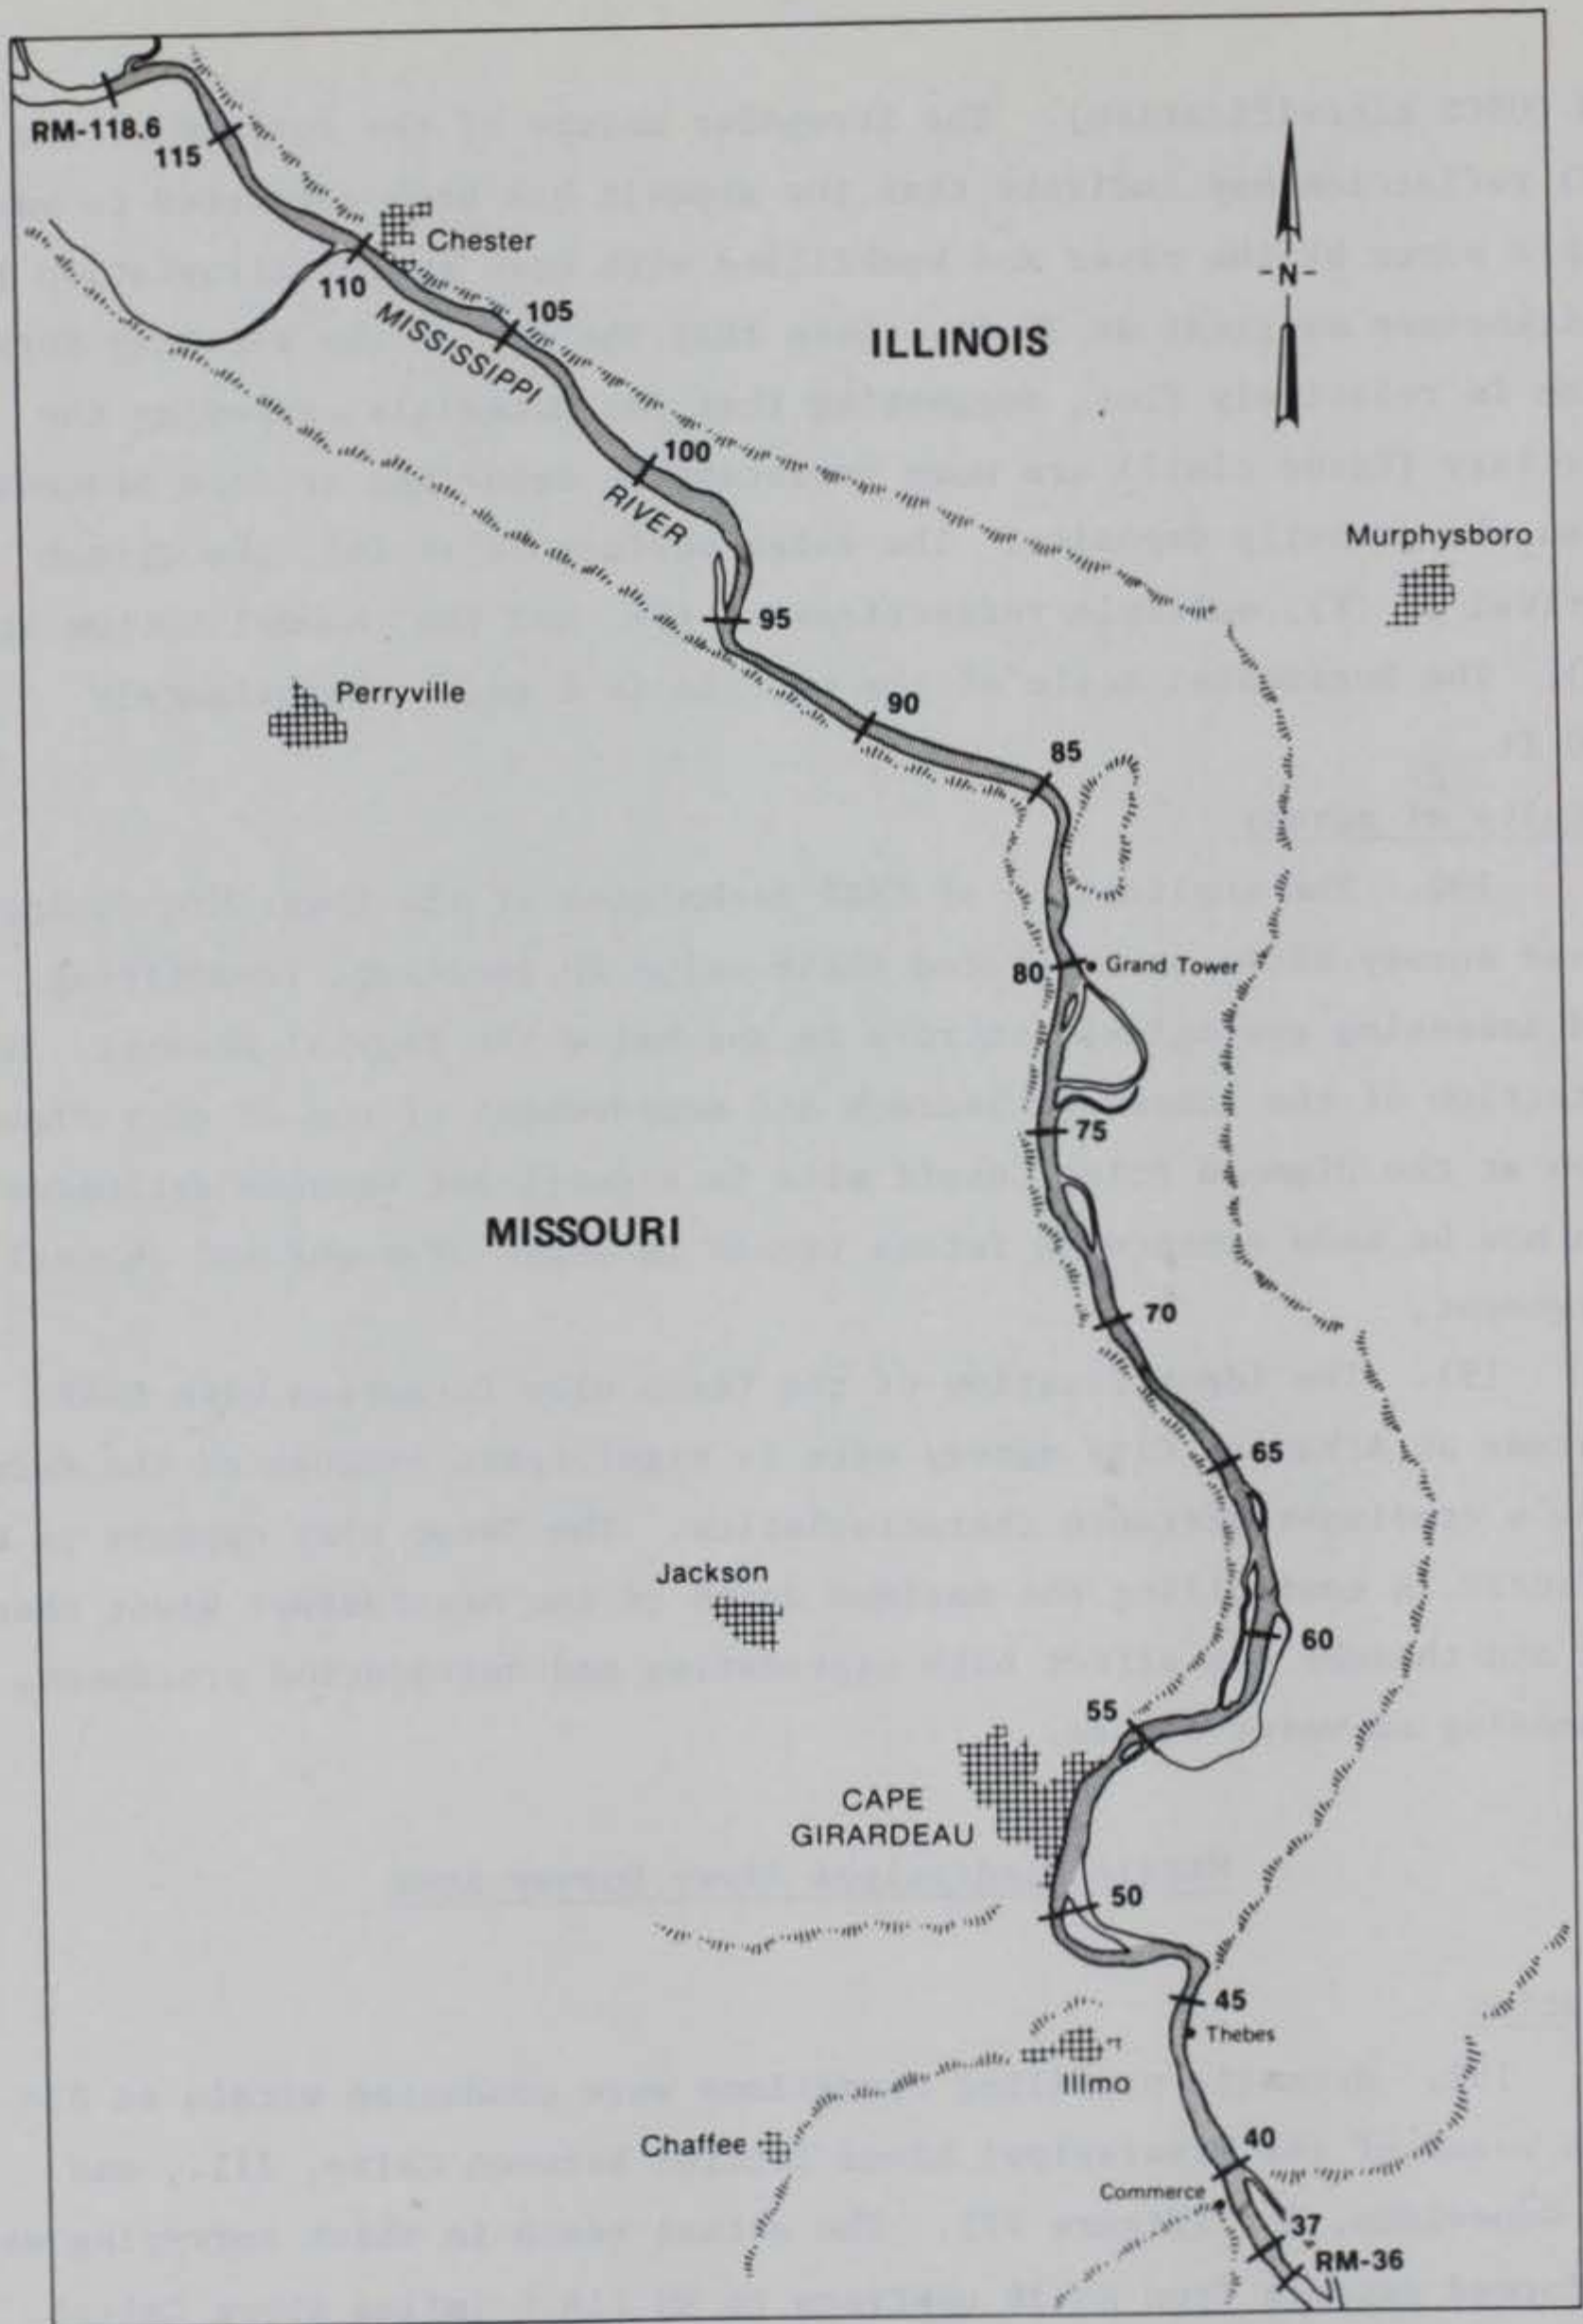 RM-118.6
115
Chester
110
MISSISSIPPI
105
ILLINOIS
N
100
RIVER
Murphysboro
95
Perryville
90
85
80
Grand Tower
75
MISSOURI
70
65
Jackson
60
55
CAPE
GIRARDEAU
50
45
Thebes
Illmo
40
Chaffee
Commerce
37
RM-36